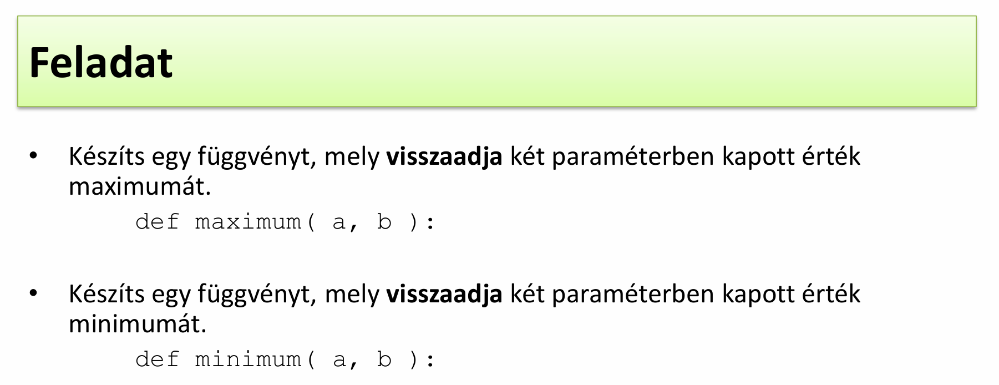 Feladat
• Készíts egy függvényt, mely visszaadja két paraméterben kapott érték
maximumát.
def maximum( a, b ):
• Készíts egy függvényt, mely visszaadja két paraméterben kapott érték
minimumát.
def minimum( a, b ):